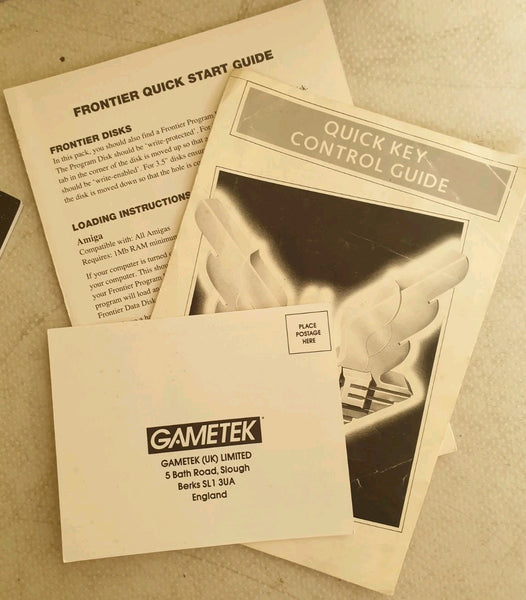 FRONTIER QUICK START GUIDE
FRONTIER DISKS
In this pack, you should also find a Frontier Program
The Program Disk should be 'write-protected'. For
tab in the corner of the disk is moved up so that a
should be 'write-enabled'. For 3.5" disks ensu
the disk is moved down so that the hole is c
LOADING INSTRUCTIONS
Amiga
Compatible with: All Amigas
Requires: 1Mb RAM minimum
If your computer is turned
your computer. This shou
your Frontier Program
program will load an
Frontier Data Disk
QUICK KEY
CONTROL GUIDE
PLACE
POSTAGE
HERE
GAMETEK
GAMETEK (UK) LIMITED
5 Bath Road, Slough
Berks SL1 3UA
England